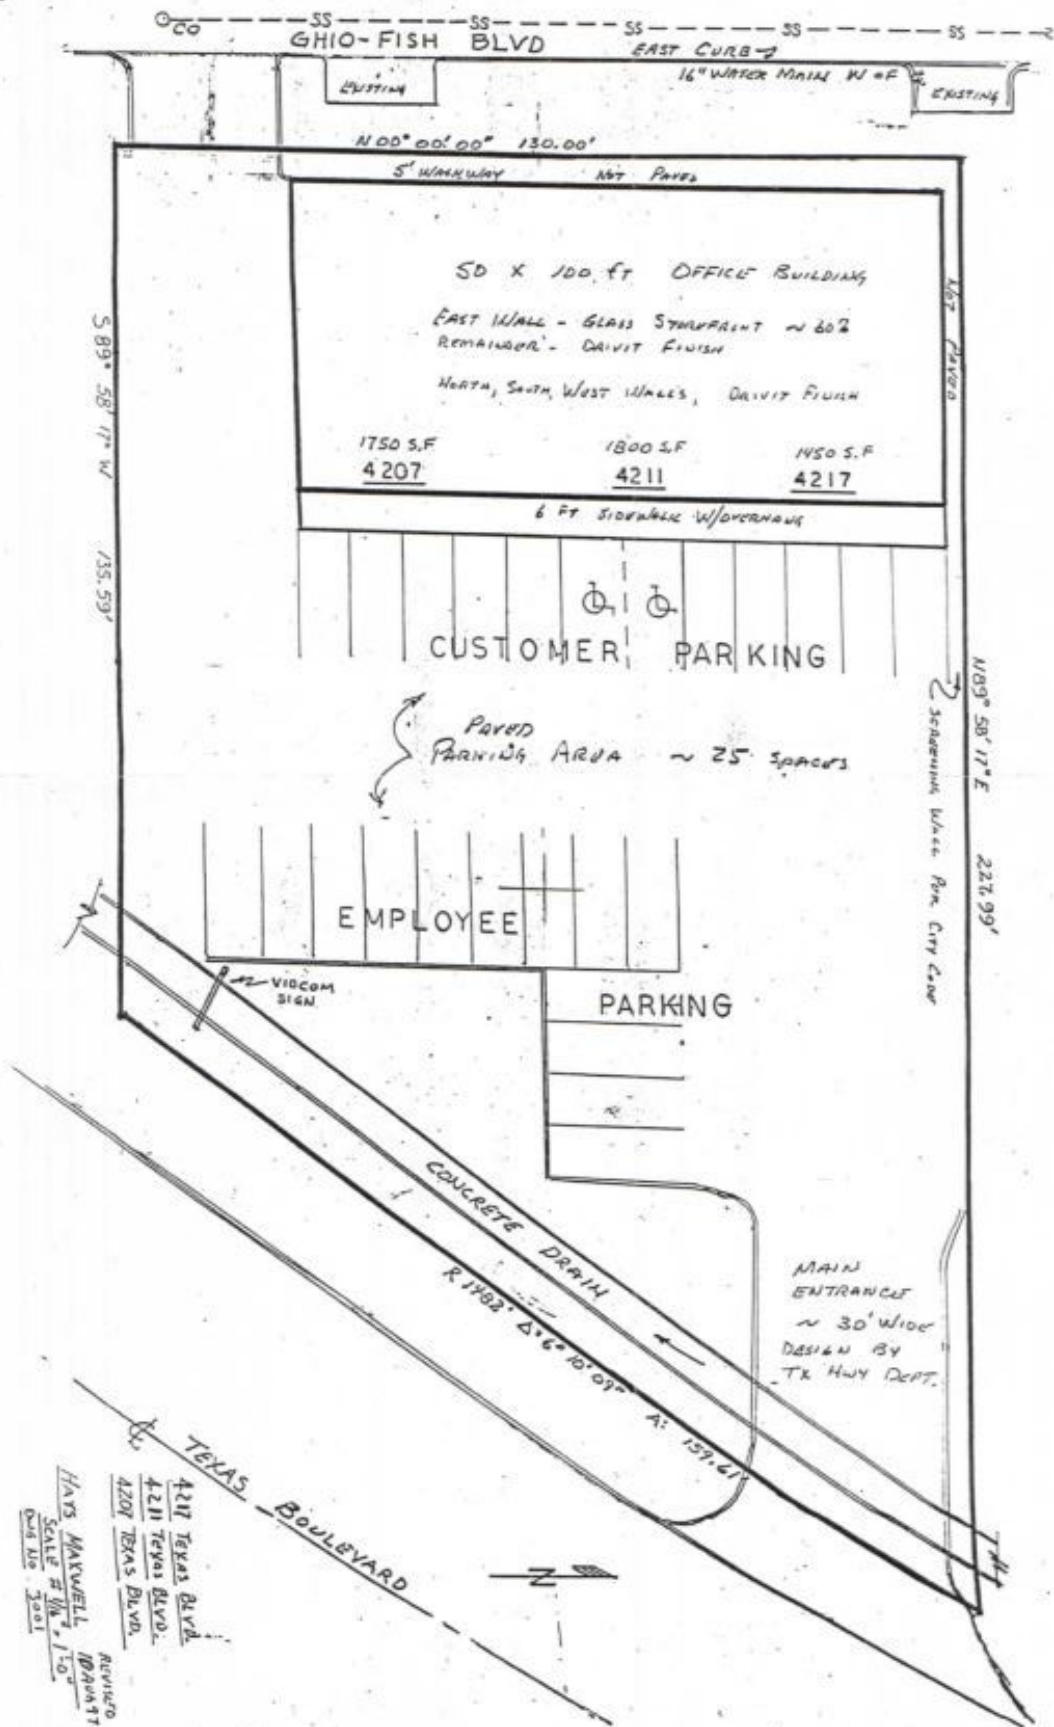 CO SS SS SS SS SS
GHIO-FISH BLVD
EAST CURB
16" WATER MAIN W OF
EXISTING
EXISTING
N 00° 00' 00" 130.00'
5' WALKWAY NOT PAVED
50 X 100 ft OFFICE BUILDING
EAST WALL - GLASS STOREFRONT ~ 60%
REMAINDER - DRIVIT FINISH
NORTH, SOUTH, WEST WALLS, DRIVIT FINISH
1750 S.F
4207
1800 S.F
4211
1450 S.F
4217
NOT PAVED
6 FT SIDEWALK W/OVERHANG
S 89° 58' 17" W 135.59'
CUSTOMER PARKING
PAVED
PARKING AREA ~ 25 SPACES
N 89° 58' 17" E 227.99'
SCREENING WALL PER CITY CODE
EMPLOYEE
PARKING
VIDCOM
SIGN
CONCRETE DRAIN
R 1482' Δ: 6° 10' 09" A: 159.61
MAIN
ENTRANCE
~ 30' WIDE
DESIGN BY
TX HWY DEPT.
TEXAS BOULEVARD
N
4217 TEXAS BLVD
4211 TEXAS BLVD.
4207 TEXAS BLVD.
HAYS MAXWELL
SCALE 1/16" = 1'-0"
DWG NO 3001
REVISED